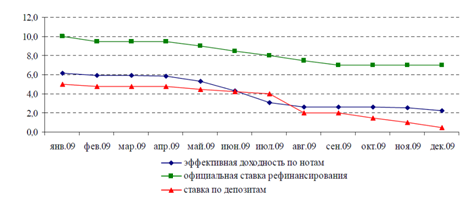 12,0
10,0
8,0
6,0
4,0
2,0
0,0
янв.09 фев.09 мар.09 апр.09 май.09 июн.09 июл.09 авг.09 сен.09 окт.09 ноя.09 дек.09
эффективная доходность по нотам
официальная ставка рефинансирования
ставка по депозитам